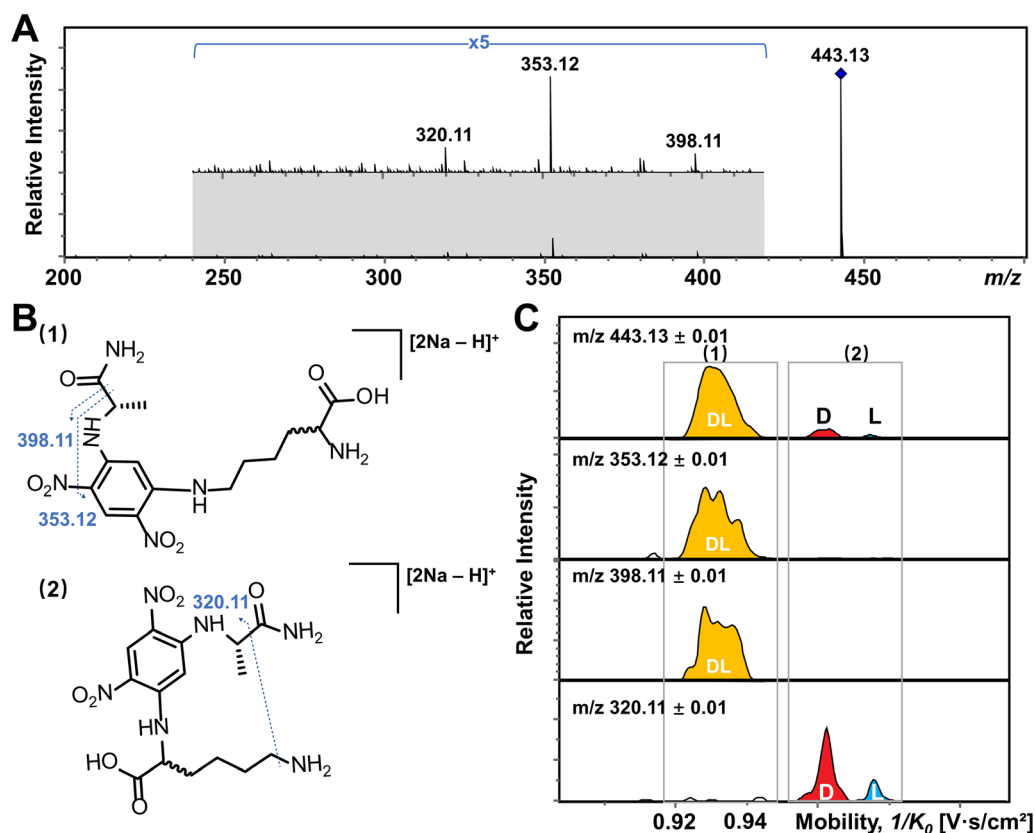 A
Relative Intensity
x5
353.12
443.13
320.11
398.11
200
250
300
350
400
450
m/z
B
(1)
[2Na – H]⁺
NH₂
O
NH
398.11
O₂N
353.12
NO₂
N
H
O
OH
NH₂
(2)
[2Na – H]⁺
NO₂
320.11
O
NH
NH₂
NO₂
HN
HO
O
NH₂
C
Relative Intensity
m/z 443.13 ± 0.01
(1)
(2)
DL
D
L
m/z 353.12 ± 0.01
DL
m/z 398.11 ± 0.01
DL
m/z 320.11 ± 0.01
D
L
0.92
0.94
Mobility, 1/K₀ [V·s/cm²]